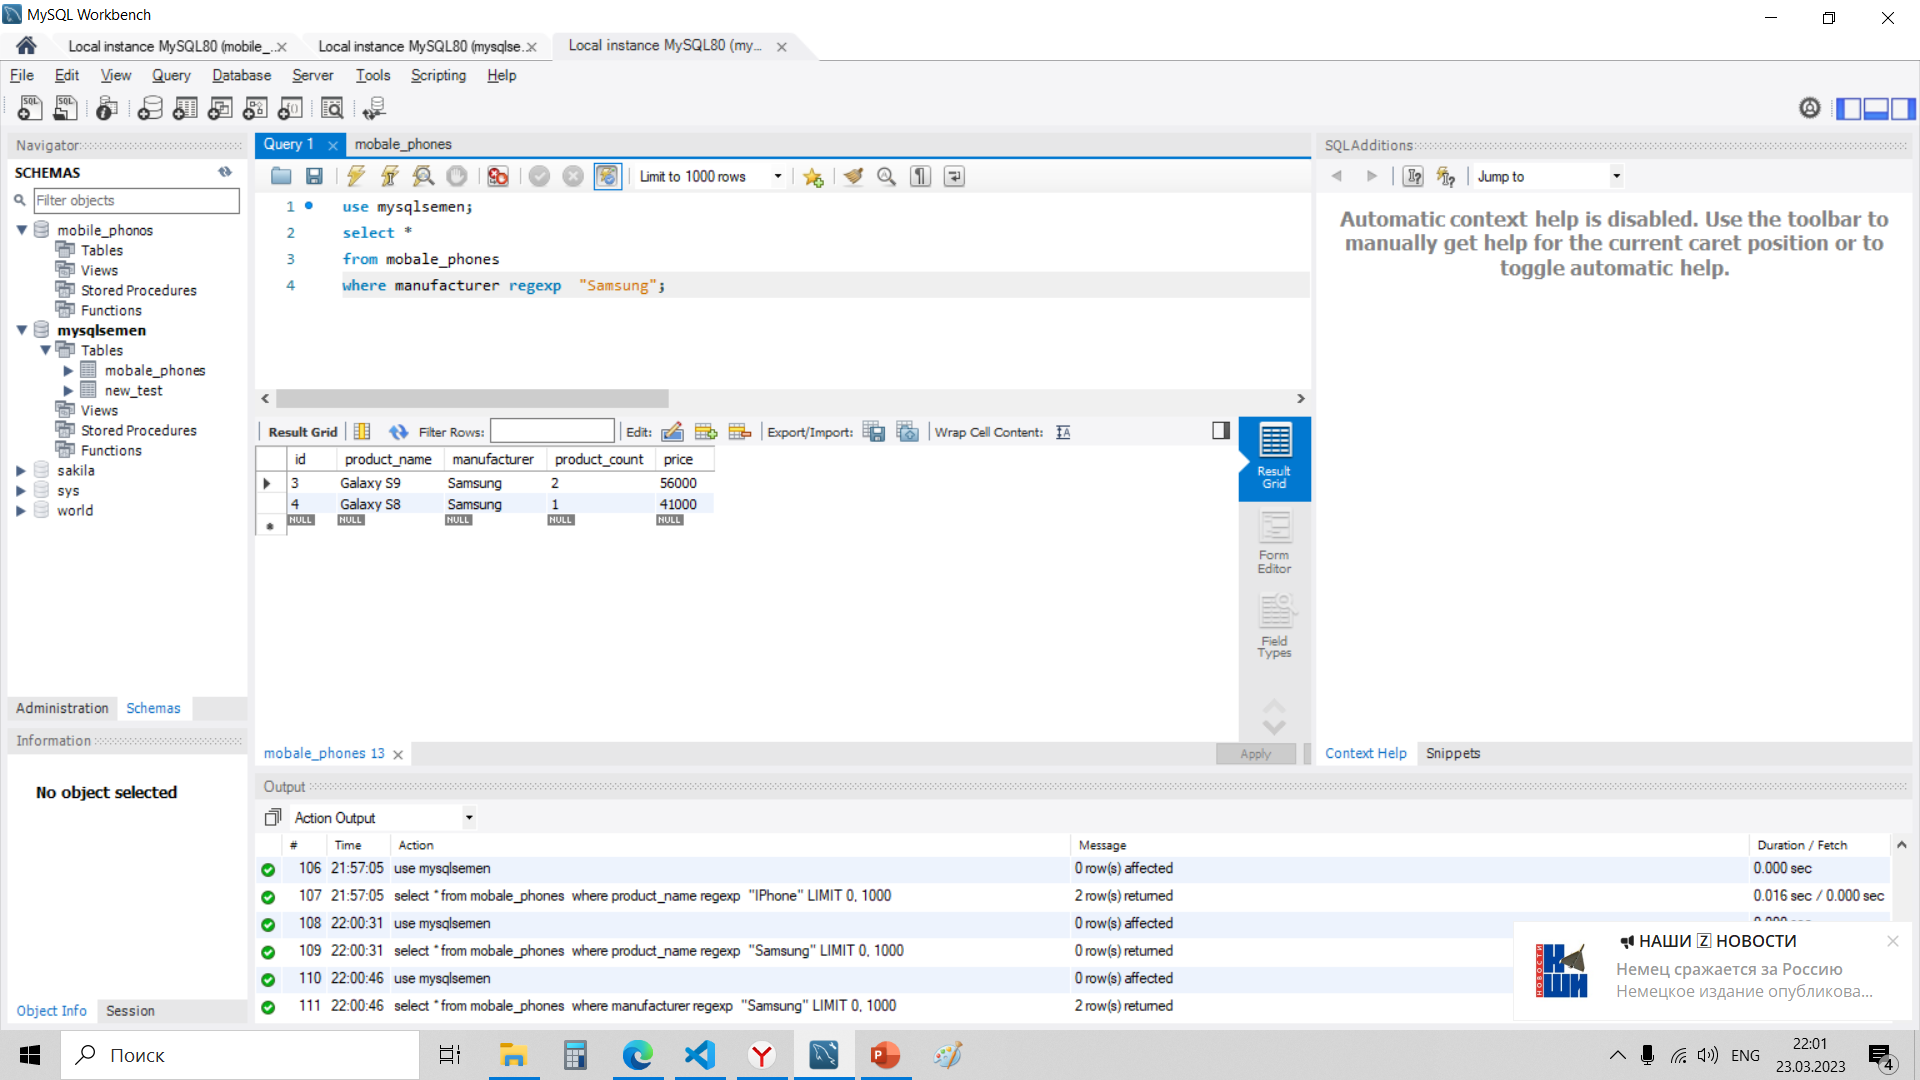 MySQL Workbench
Local instance MySQL80 (mobile_...
Local instance MySQL80 (mysqlse...
Local instance MySQL80 (my...
File Edit View Query Database Server Tools Scripting Help
Navigator
SCHEMAS
Filter objects
mobile_phonos
Tables
Views
Stored Procedures
Functions
mysqlsemen
Tables
mobale_phones
new_test
Views
Stored Procedures
Functions
sakila
sys
world
Administration Schemas
Information
No object selected
Object Info Session
Query 1
mobale_phones
Limit to 1000 rows
1 use mysqlsemen;
2 select *
3 from mobale_phones
4 where manufacturer regexp "Samsung";
Result Grid Filter Rows: Edit: Export/Import: Wrap Cell Content:
id product_name manufacturer product_count price
3 Galaxy S9 Samsung 2 56000
4 Galaxy S8 Samsung 1 41000
NULL NULL NULL NULL NULL
Result Grid
Form Editor
Field Types
mobale_phones 13
Apply
SQLAdditions
Jump to
Automatic context help is disabled. Use the toolbar to
manually get help for the current caret position or to
toggle automatic help.
Context Help Snippets
Output
Action Output
# Time Action Message Duration / Fetch
106 21:57:05 use mysqlsemen 0 row(s) affected 0.000 sec
107 21:57:05 select * from mobale_phones where product_name regexp "IPhone" LIMIT 0, 1000 2 row(s) returned 0.016 sec / 0.000 sec
108 22:00:31 use mysqlsemen 0 row(s) affected
109 22:00:31 select * from mobale_phones where product_name regexp "Samsung" LIMIT 0, 1000 0 row(s) returned
110 22:00:46 use mysqlsemen 0 row(s) affected
111 22:00:46 select * from mobale_phones where manufacturer regexp "Samsung" LIMIT 0, 1000 2 row(s) returned
НАШИ Z НОВОСТИ
Немец сражается за Россию
Немецкое издание опубликова...
Поиск
ENG
22:01
23.03.2023
4